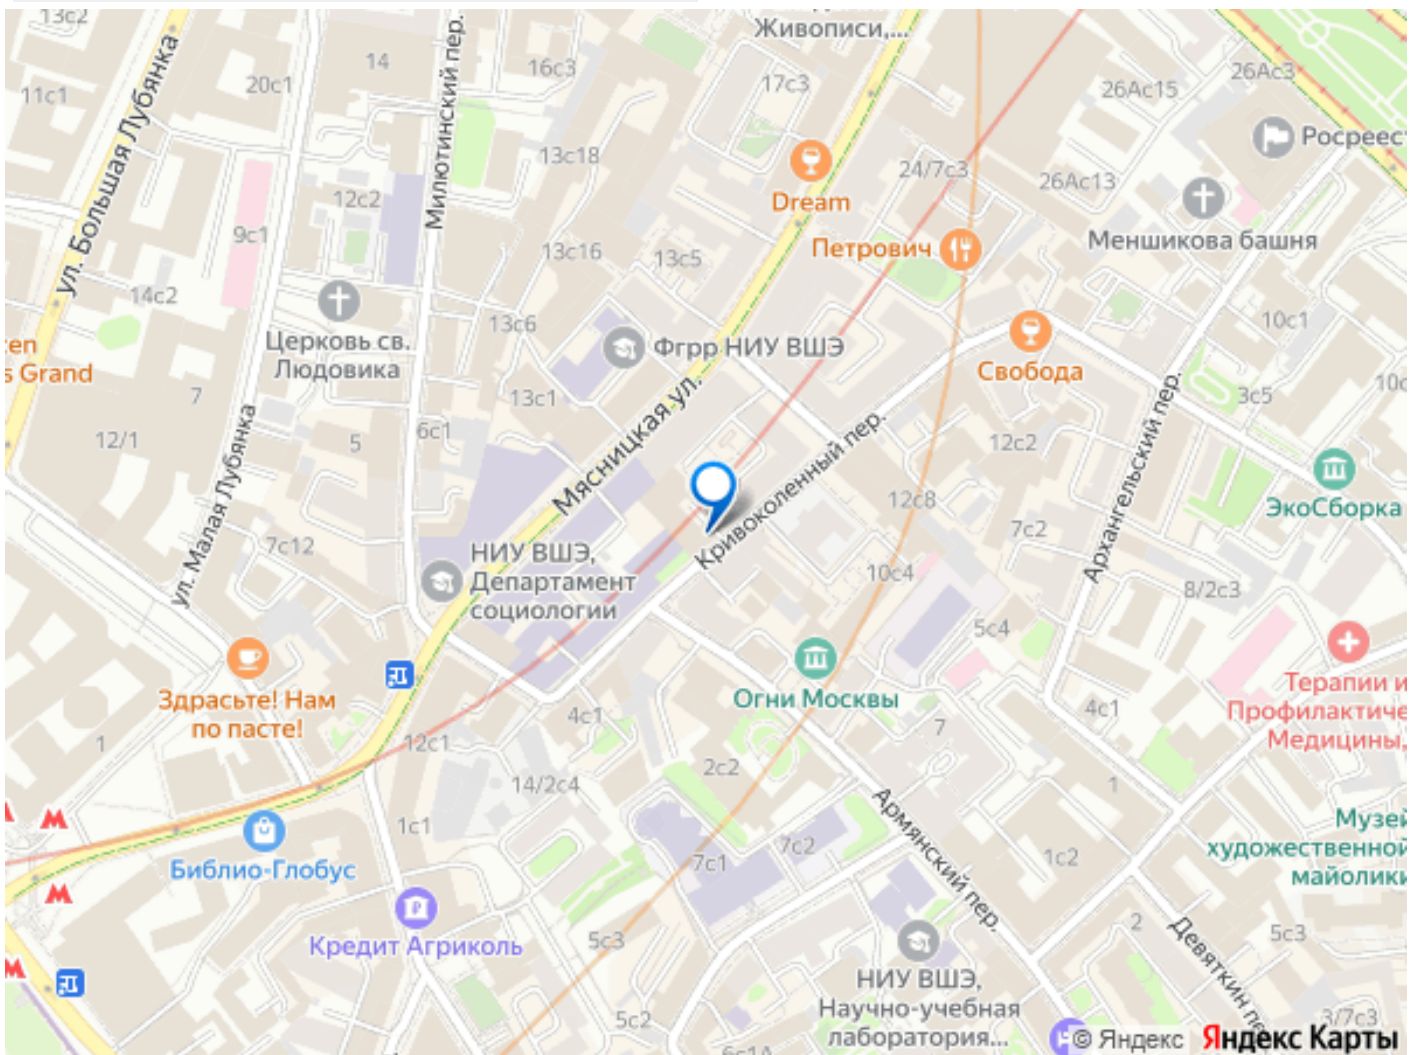 13с2
Живописи,...
14
16с3
17с3
26Ас3
20с1
11с1
26Ас15
Росреест
ул. Большая Лубянка
Милютинский пер.
13с18
24/7с3
26Ас13
12с2
Dream
9с1
Петрович
Меншикова башня
13с16
13с5
14с2
10с1
13с6
Церковь св.
Людовика
Фгрр НИУ ВШЭ
Свобода
s Grand
7
13с1
3с5
6с1
12/1
5
12с2
Мясницкая ул.
Кривоколенный пер.
Архангельский пер.
ул. Малая Лубянка
12с8
ЭкоСборка
7с2
7с12
НИУ ВШЭ,
Департамент
социологии
10с4
8/2с3
5с4
Здрасьте! Нам
по пасте!
Огни Москвы
Терапии и
Профилактиче
Медицины,
4с1
4с1
7
1
12с1
2с2
14/2с4
1
Армянский пер.
1с1
Музей
художественной
майолики
Библио-Глобус
7с1
7с2
1с2
Кредит Агриколь
5с3
2
5с3
Девяткин пер.
НИУ ВШЭ,
Научно-учебная
лаборатория...
5с2
3/7с3
6с1А
© Яндекс Яндекс Карты